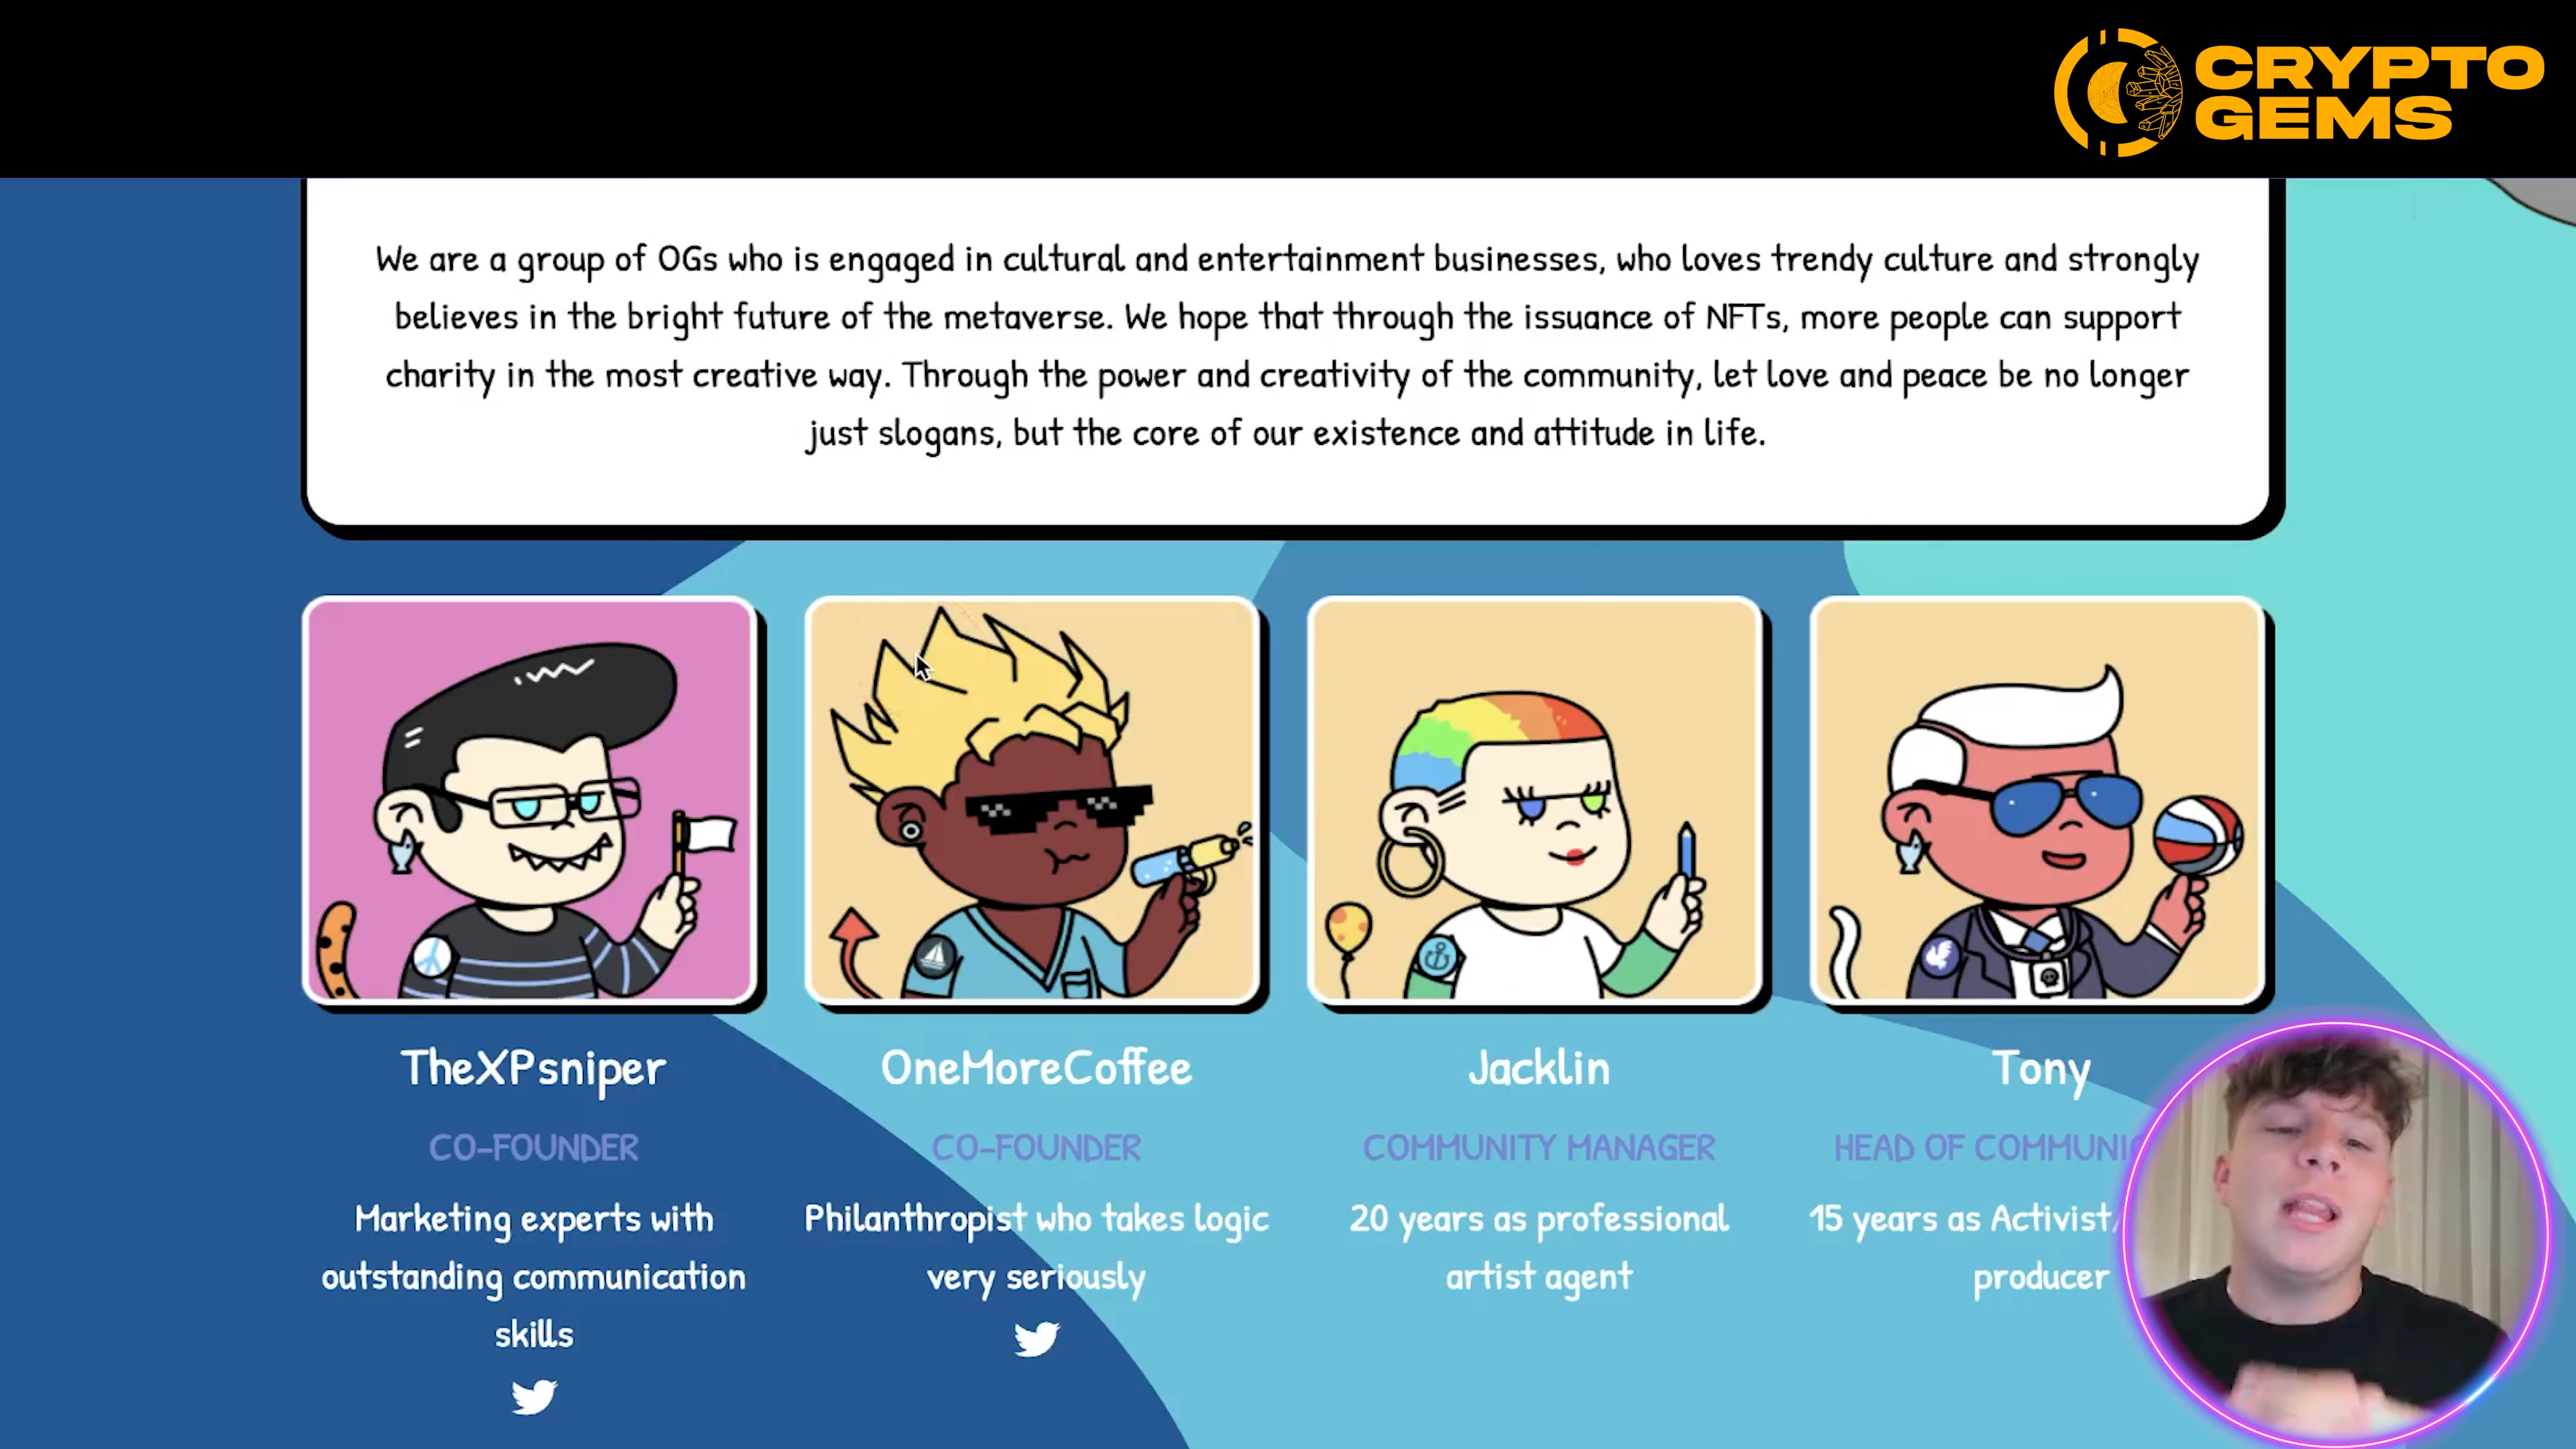 CRYPTO
GEMS
We are a group of OGs who is engaged in cultural and entertainment businesses, who loves trendy culture and strongly
believes in the bright future of the metaverse. We hope that through the issuance of NFTs, more people can support
charity in the most creative way. Through the power and creativity of the community, let love and peace be no longer
just slogans, but the core of our existence and attitude in life.
TheXPsniper
CO-FOUNDER
Marketing experts with
outstanding communication
skills
OneMoreCoffee
CO-FOUNDER
Philanthropist who takes logic
very seriously
Jacklin
COMMUNITY MANAGER
20 years as professional
artist agent
Tony
HEAD OF
15 years as Activist/
producer